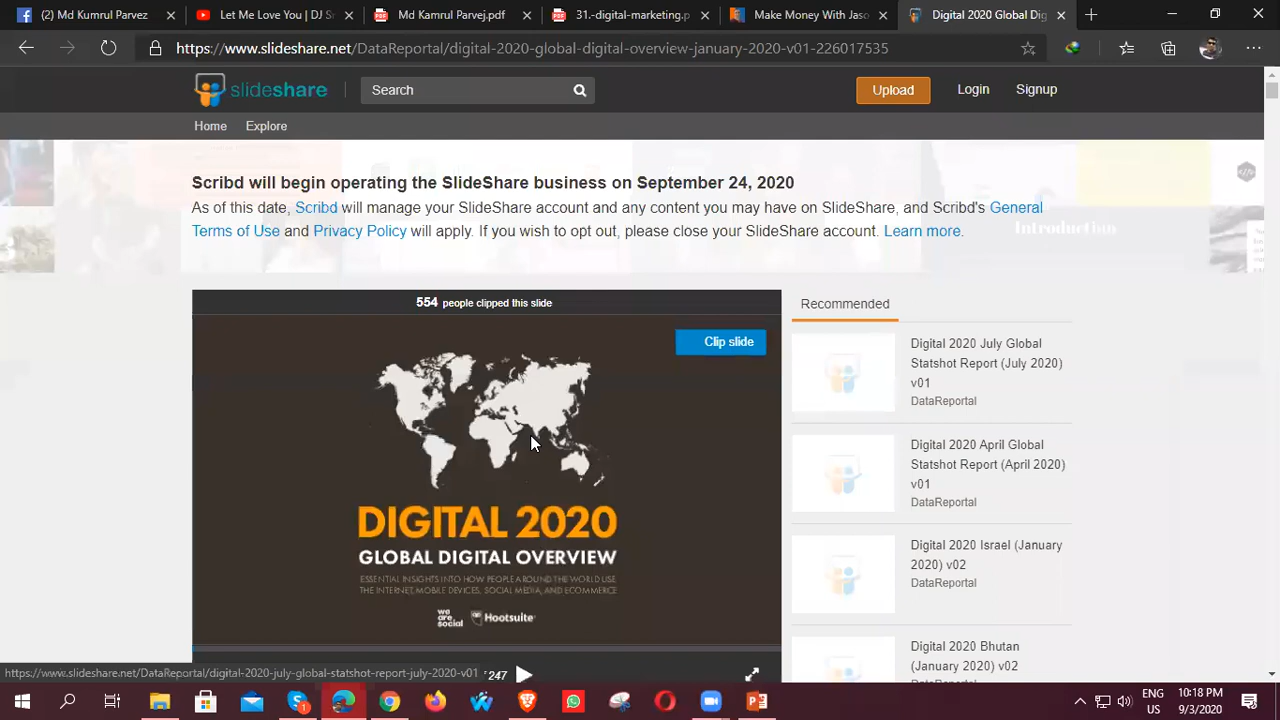 Md Kumrul Parvez
Let Me Love You | DJ S
Md Kamrul Parvej.pdf
31.-digital-marketing.p
Make Money With Jaso
Digital 2020 Global Dig
https://www.slideshare.net/DataReportal/digital-2020-global-digital-overview-january-2020-v01-226017535
slideshare
Search
Upload
Login
Signup
Home
Explore
Scribd will begin operating the SlideShare business on September 24, 2020
As of this date, Scribd will manage your SlideShare account and any content you may have on SlideShare, and Scribd's General
Terms of Use and Privacy Policy will apply. If you wish to opt out, please close your SlideShare account. Learn more.
Introduction
554 people clipped this slide
Clip slide
DIGITAL 2020
GLOBAL DIGITAL OVERVIEW
ESSENTIAL INSIGHTS INTO HOW PEOPLE AROUND THE WORLD USE
THE INTERNET, MOBILE DEVICES, SOCIAL MEDIA, AND ECOMMERCE
we
are
social
Hootsuite
Recommended
Digital 2020 July Global
Statshot Report (July 2020)
v01
DataReportal
Digital 2020 April Global
Statshot Report (April 2020)
v01
DataReportal
Digital 2020 Israel (January
2020) v02
DataReportal
Digital 2020 Bhutan
(January 2020) v02
https://www.slideshare.net/DataReportal/digital-2020-july-global-statshot-report-july-2020-v01
247
ENG
US
10:18 PM
9/3/2020